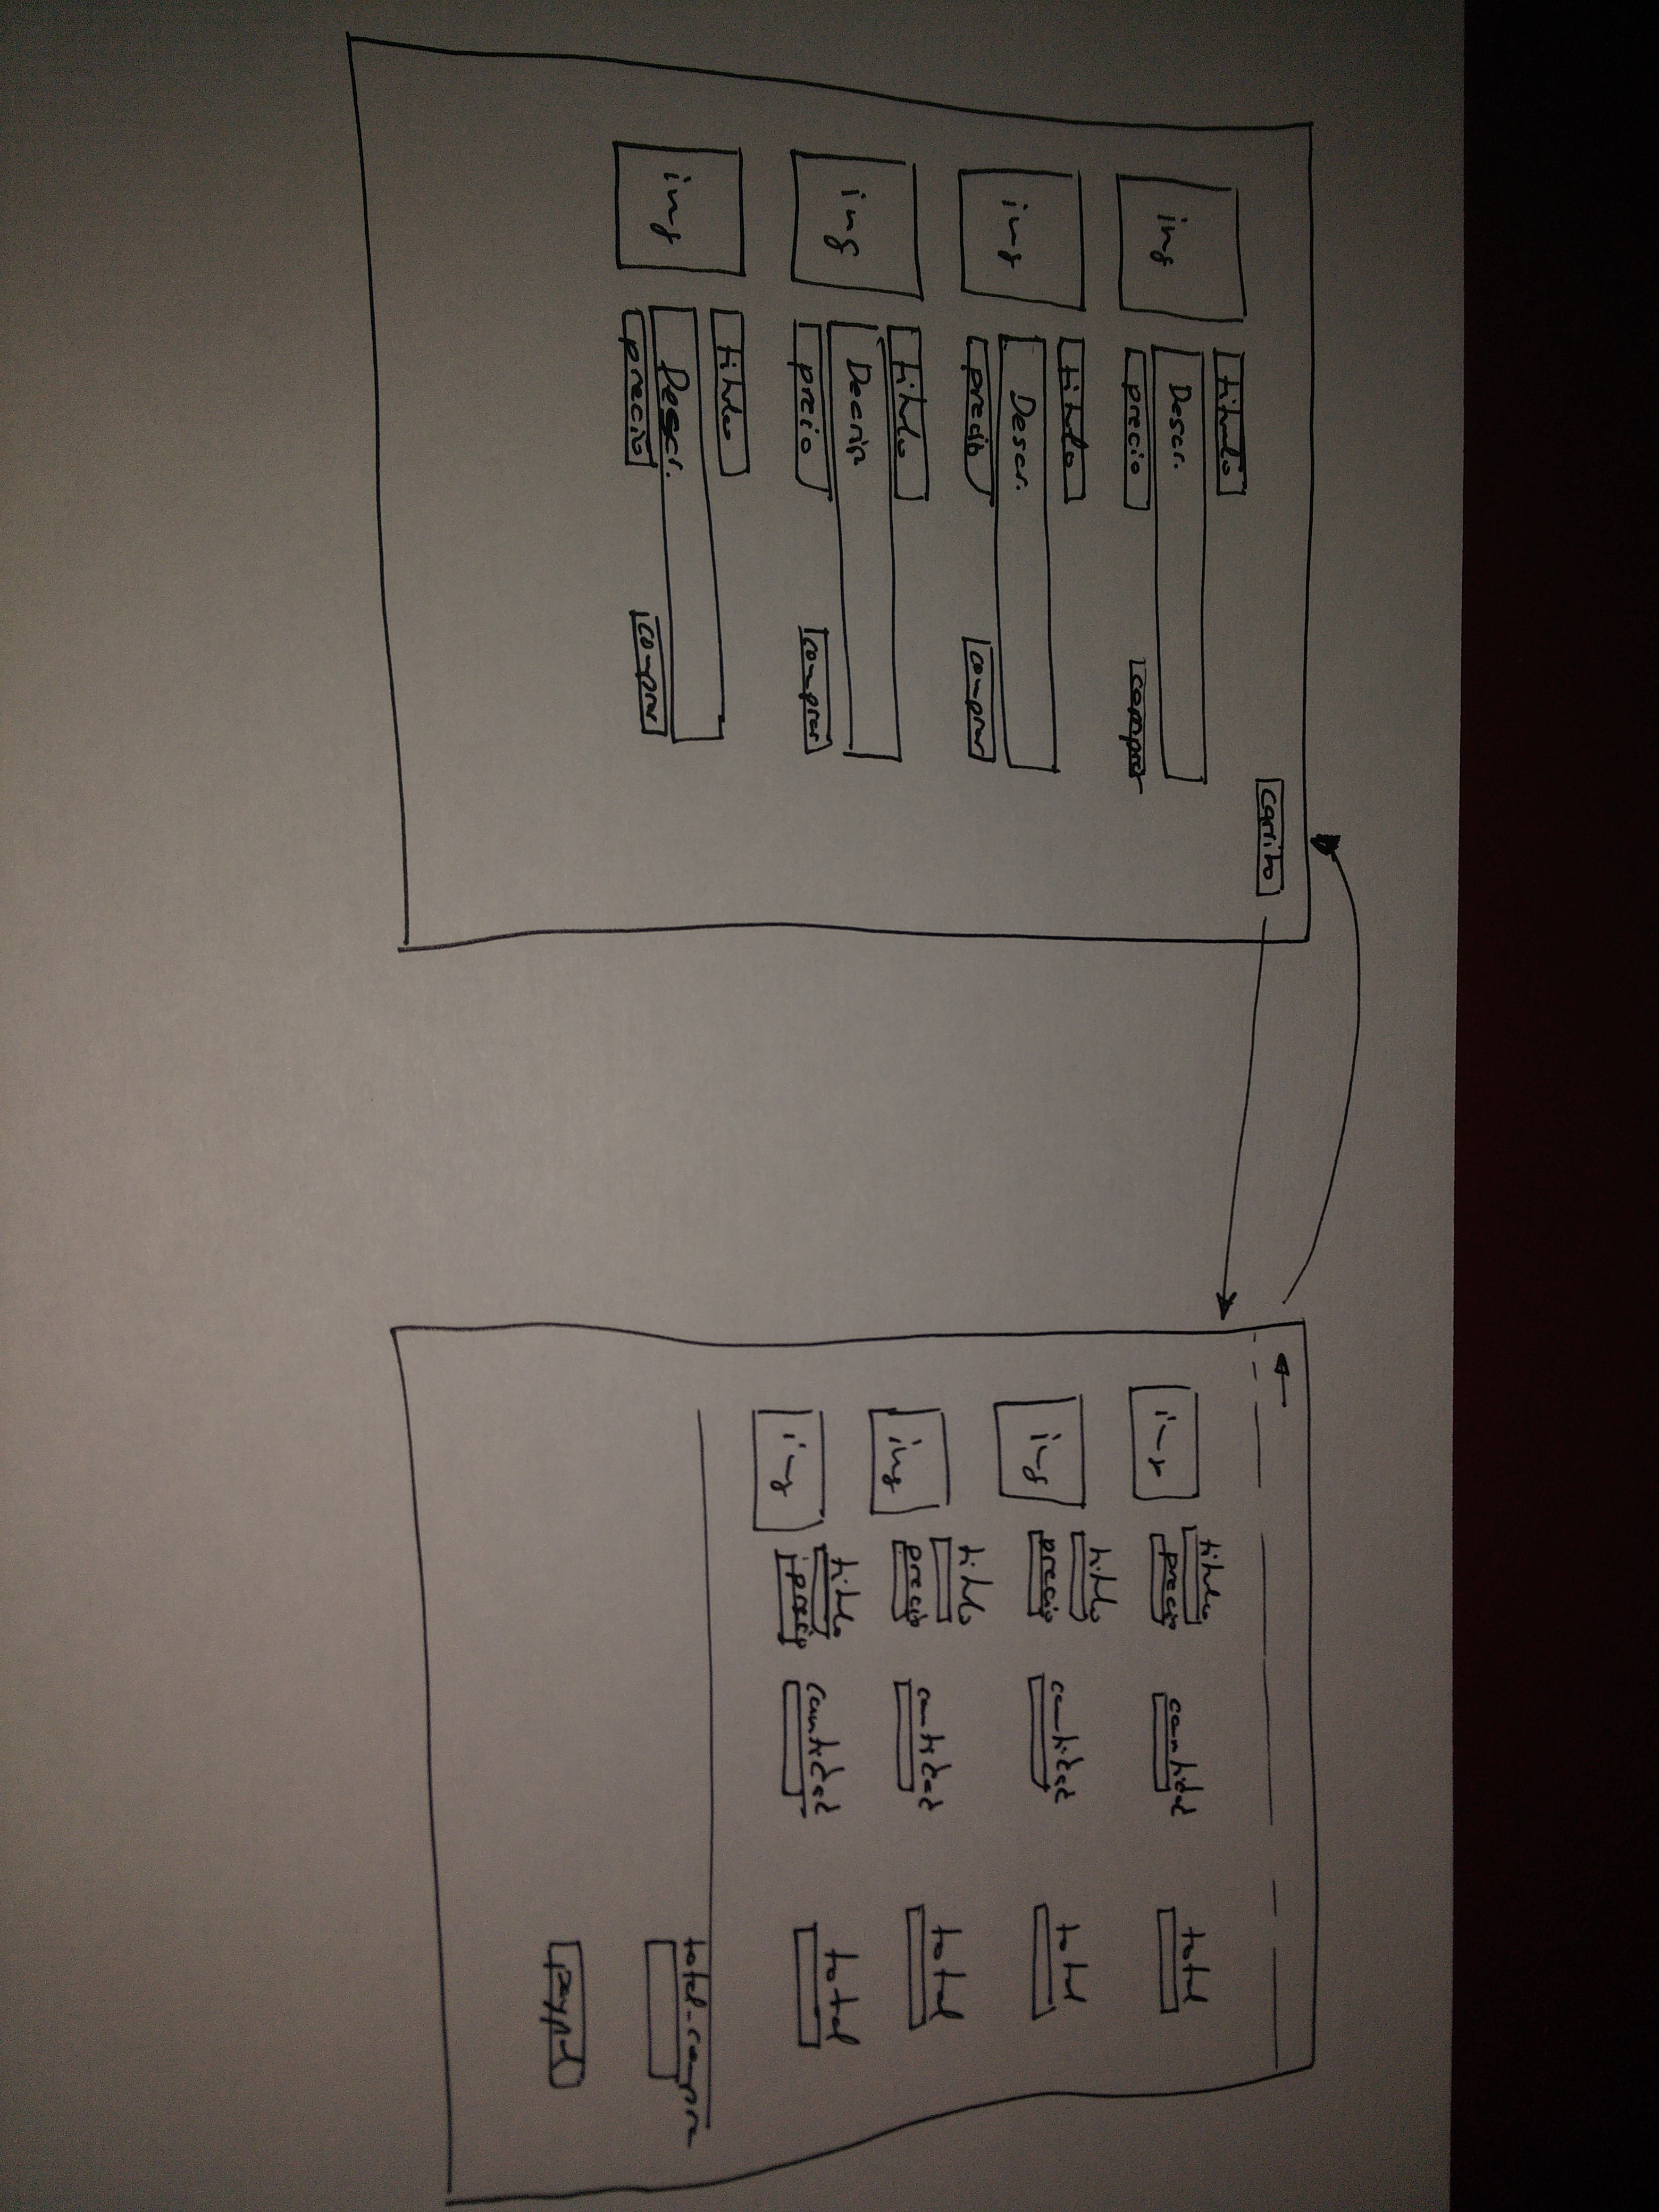 carrito
img
titulo
Descr.
precio
comprar
img
titulo
Descr.
precio
comprar
img
titulo
Decrip
precio
comprar
img
titulo
Descr.
precio
comprar
img
titulo
precio
cantidad
total
img
titulo
precio
cantidad
total
img
titulo
precio
cantidad
total
img
titulo
precio
cantidad
total
total-compra
paypal